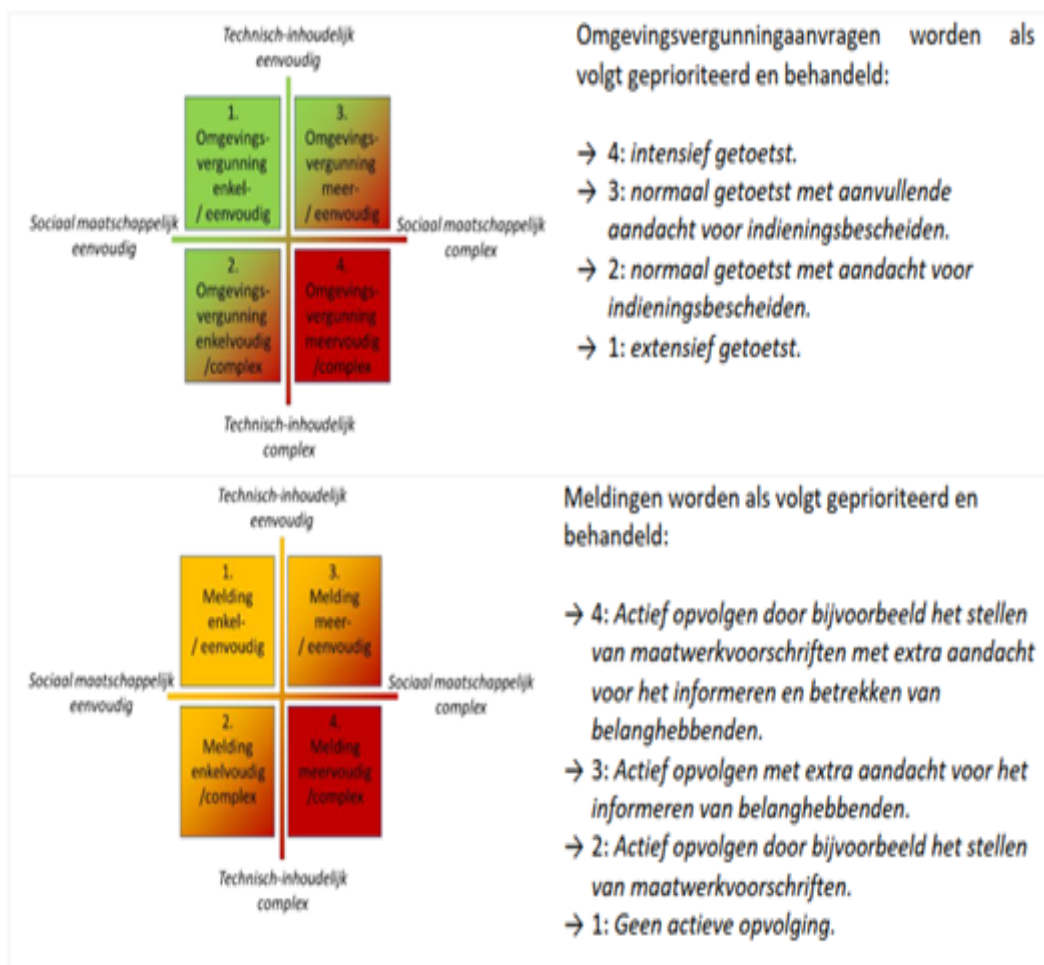 Technisch-inhoudelijk
eenvoudig
1.
Omgevings-
vergunning
enkel-
/ eenvoudig
3.
Omgevings-
vergunning
meer-
/ eenvoudig
Sociaal maatschappelijk
eenvoudig
Sociaal maatschappelijk
complex
2.
Omgevings-
vergunning
enkelvoudig
/complex
4.
Omgevings-
vergunning
meervoudig
/complex
Technisch-inhoudelijk
complex
Omgevingsvergunningaanvragen worden als
volgt geprioriteerd en behandeld:
→ 4: intensief getoetst.
→ 3: normaal getoetst met aanvullende
aandacht voor indieningsbescheiden.
→ 2: normaal getoetst met aandacht voor
indieningsbescheiden.
→ 1: extensief getoetst.
Technisch-inhoudelijk
eenvoudig
1.
Melding
enkel-
/ eenvoudig
3.
Melding
meer-
/ eenvoudig
Sociaal maatschappelijk
eenvoudig
Sociaal maatschappelijk
complex
2.
Melding
enkelvoudig
/complex
4.
Melding
meervoudig
/complex
Technisch-inhoudelijk
complex
Meldingen worden als volgt geprioriteerd en
behandeld:
→ 4: Actief opvolgen door bijvoorbeeld het stellen
van maatwerkvoorschriften met extra aandacht
voor het informeren en betrekken van
belanghebbenden.
→ 3: Actief opvolgen met extra aandacht voor het
informeren van belanghebbenden.
→ 2: Actief opvolgen door bijvoorbeeld het stellen
van maatwerkvoorschriften.
→ 1: Geen actieve opvolging.